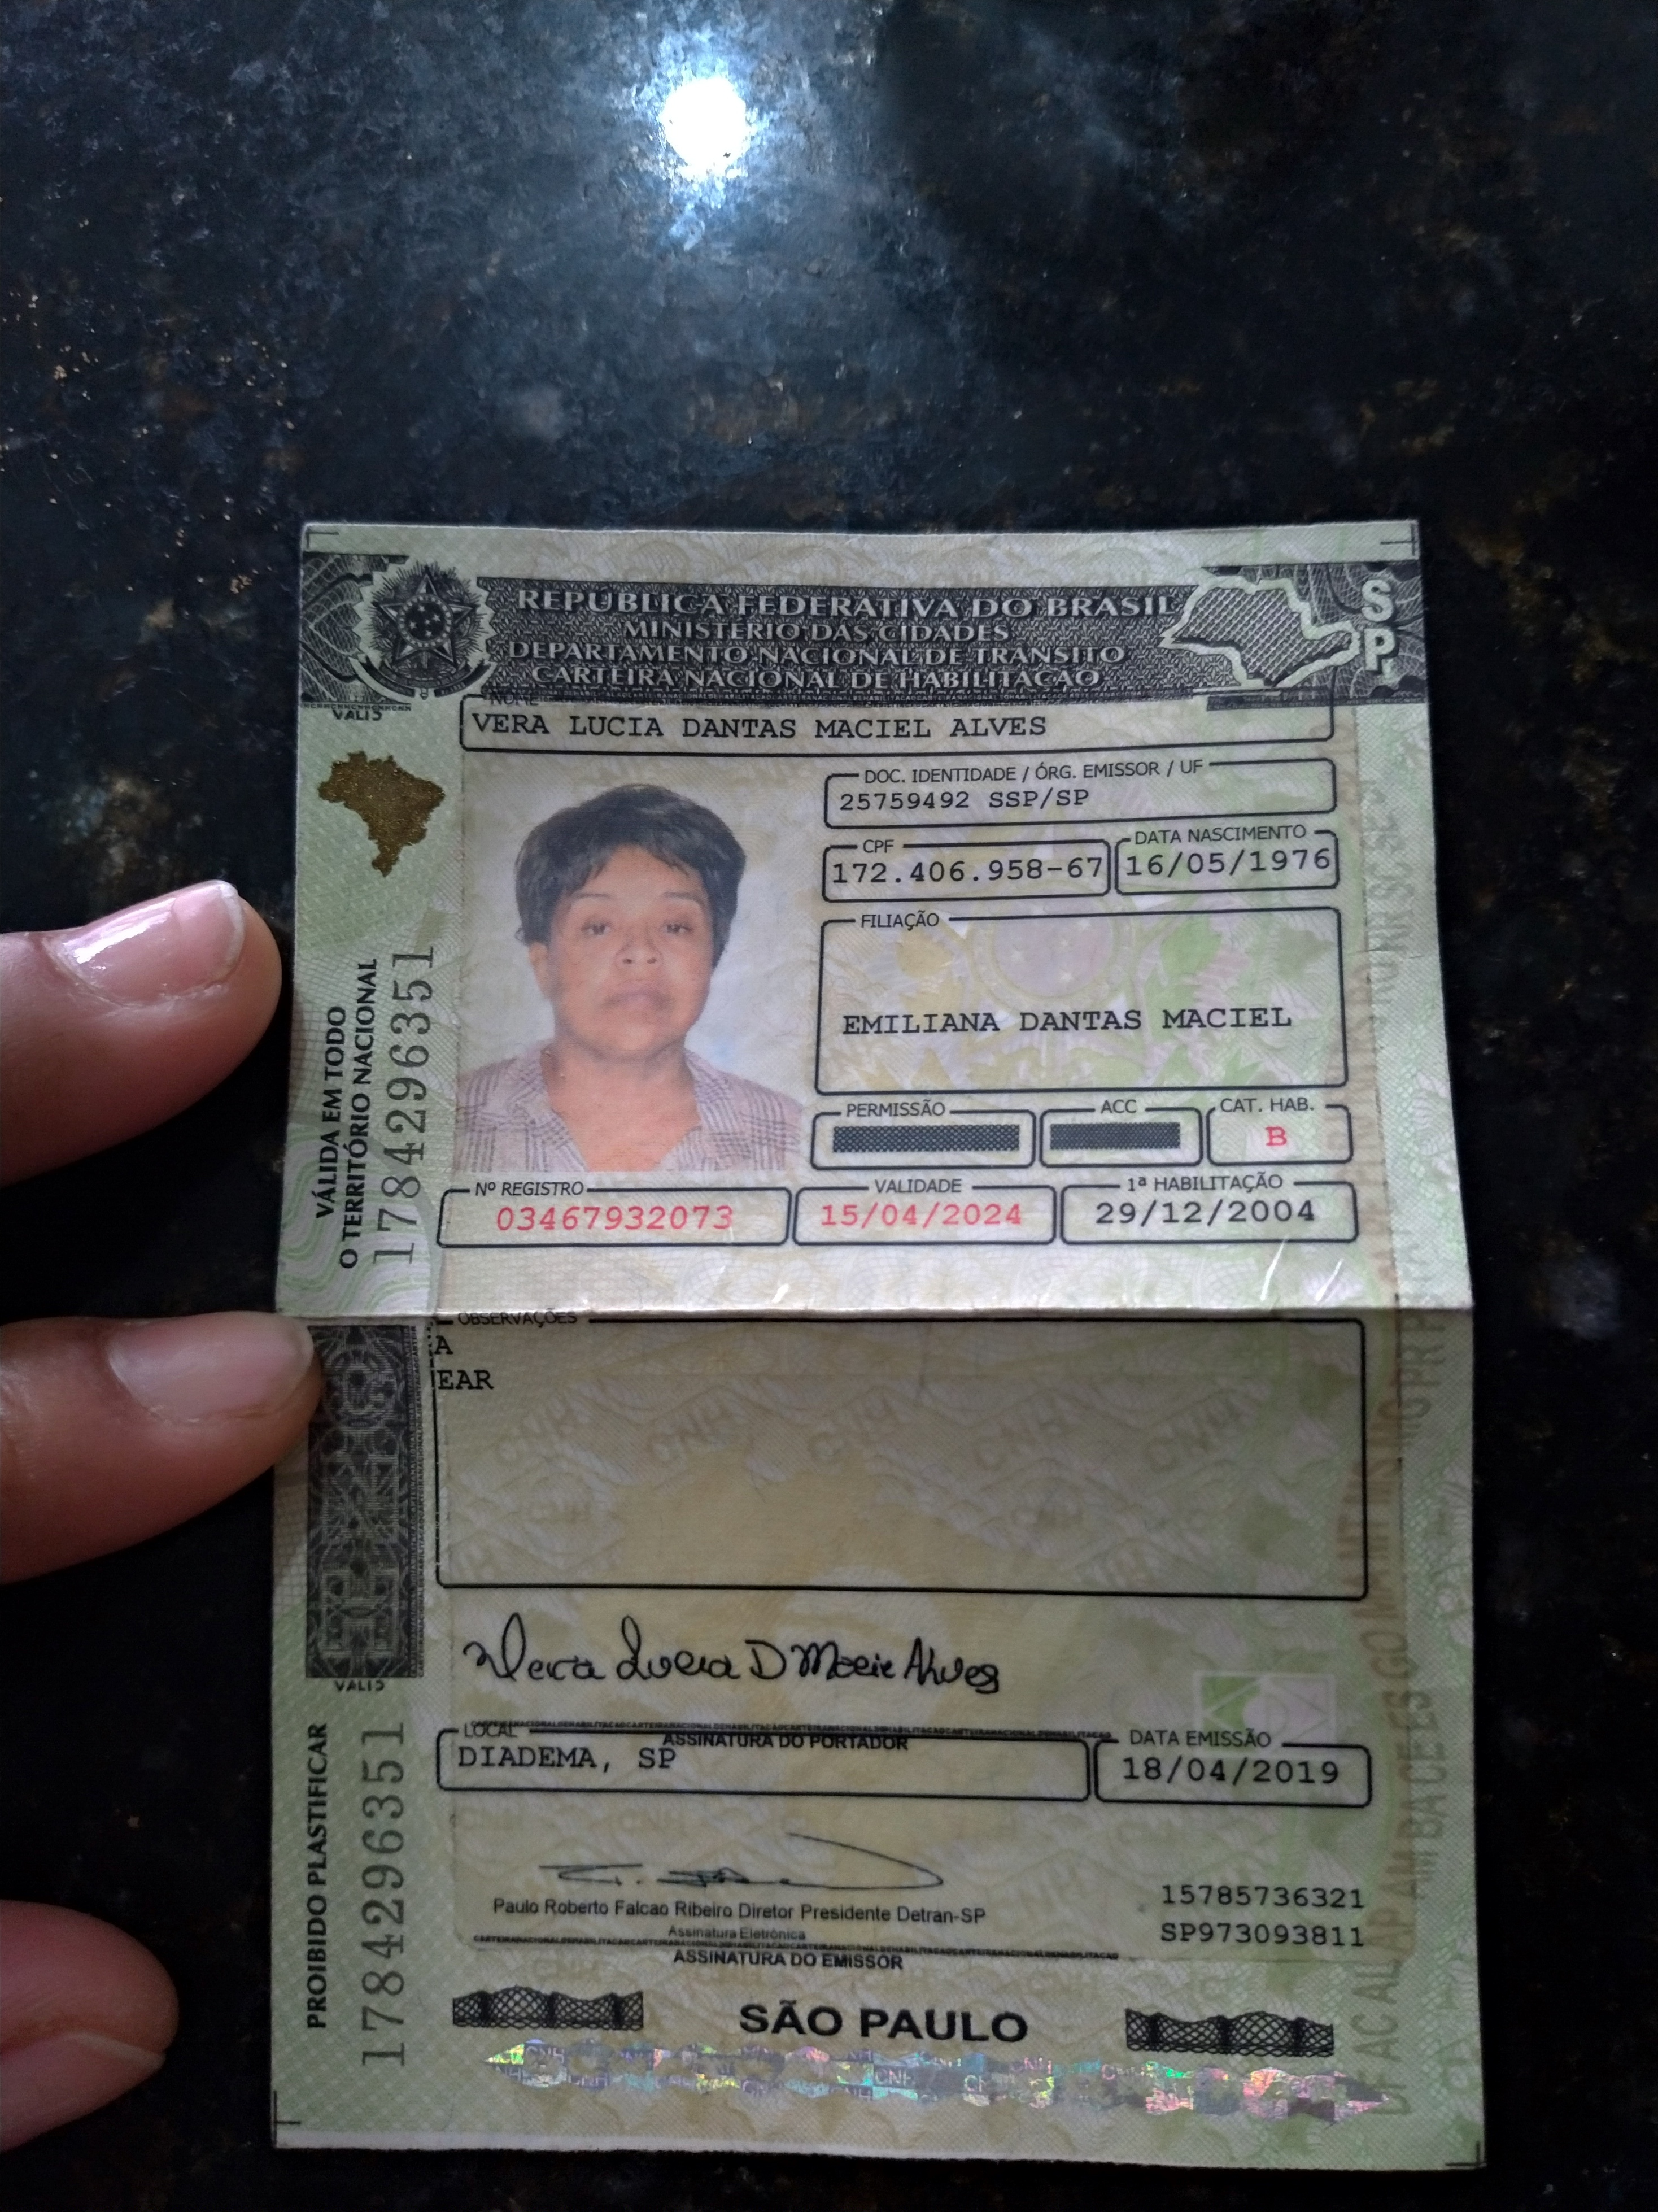 REPÚBLICA FEDERATIVA DO BRASIL
MINISTÉRIO DAS CIDADES
DEPARTAMENTO NACIONAL DE TRÂNSITO
CARTEIRA NACIONAL DE HABILITAÇÃO
SP
NOME
VERA LUCIA DANTAS MACIEL ALVES
DOC. IDENTIDADE / ÓRG. EMISSOR / UF
25759492 SSP/SP
CPF
172.406.958-67
DATA NASCIMENTO
16/05/1976
FILIAÇÃO
EMILIANA DANTAS MACIEL
PERMISSÃO
ACC
CAT. HAB.
B
Nº REGISTRO
03467932073
VALIDADE
15/04/2024
1ª HABILITAÇÃO
29/12/2004
VÁLIDA EM TODO
O TERRITÓRIO NACIONAL
1784296351
OBSERVAÇÕES
A
EAR
Vera Lucia D Maciel Alves
ASSINATURA DO PORTADOR
LOCAL
DIADEMA, SP
DATA EMISSÃO
18/04/2019
Paulo Roberto Falcao Ribeiro Diretor Presidente Detran-SP
Assinatura Eletrônica
ASSINATURA DO EMISSOR
15785736321
SP973093811
PROIBIDO PLASTIFICAR
1784296351
SÃO PAULO